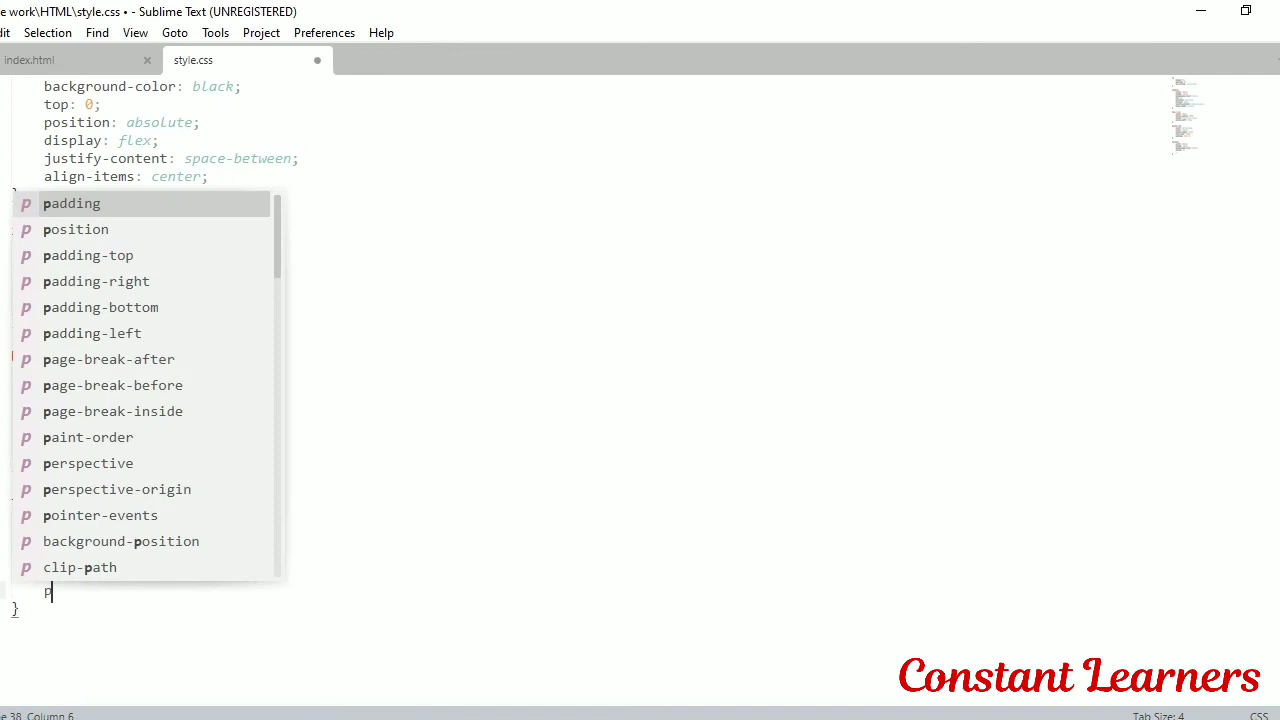 e work\HTML\style.css • - Sublime Text (UNREGISTERED)
dit Selection Find View Goto Tools Project Preferences Help
index.html × style.css
background-color: black;
top: 0;
position: absolute;
display: flex;
justify-content: space-between;
align-items: center;
p padding
p position
p padding-top
p padding-right
p padding-bottom
p padding-left
p page-break-after
p page-break-before
p page-break-inside
p paint-order
p perspective
p perspective-origin
p pointer-events
p background-position
p clip-path
p
}
Constant Learners
e 38, Column 6 Tab Size: 4 CSS